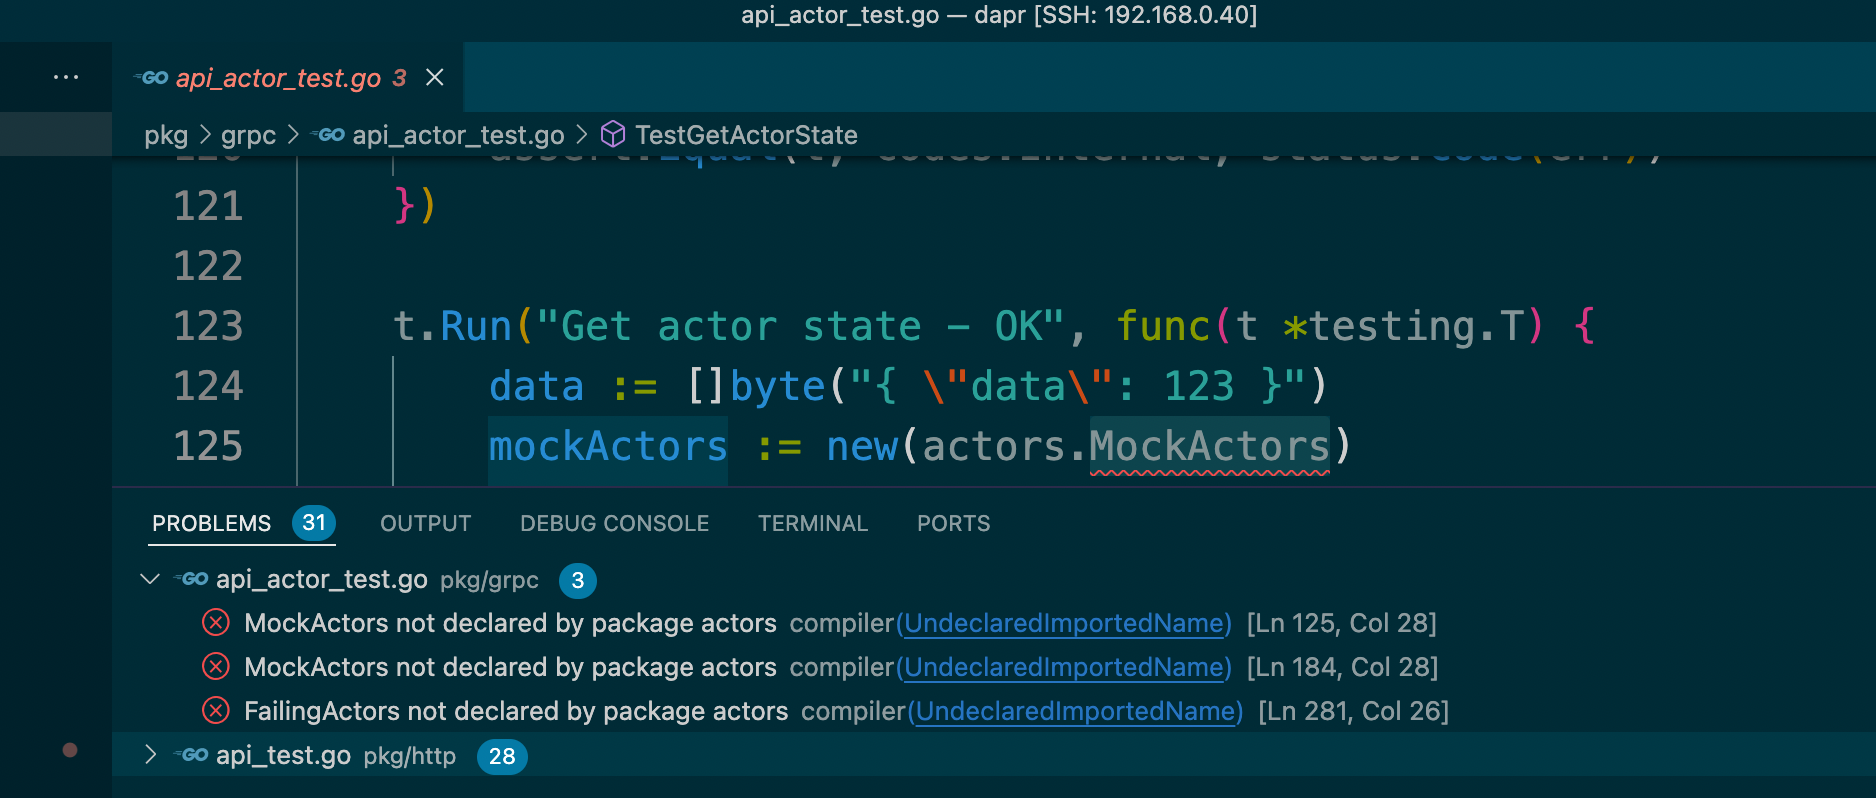 api_actor_test.go — dapr [SSH: 192.168.0.40]
··· GO api_actor_test.go 3
pkg > grpc > GO api_actor_test.go > TestGetActorState
121 })
122
123 t.Run("Get actor state - OK", func(t *testing.T) {
124 data := []byte("{ \"data\": 123 }")
125 mockActors := new(actors.MockActors)
PROBLEMS 31 OUTPUT DEBUG CONSOLE TERMINAL PORTS
GO api_actor_test.go pkg/grpc 3
MockActors not declared by package actors compiler(UndeclaredImportedName) [Ln 125, Col 28]
MockActors not declared by package actors compiler(UndeclaredImportedName) [Ln 184, Col 28]
FailingActors not declared by package actors compiler(UndeclaredImportedName) [Ln 281, Col 26]
GO api_test.go pkg/http 28